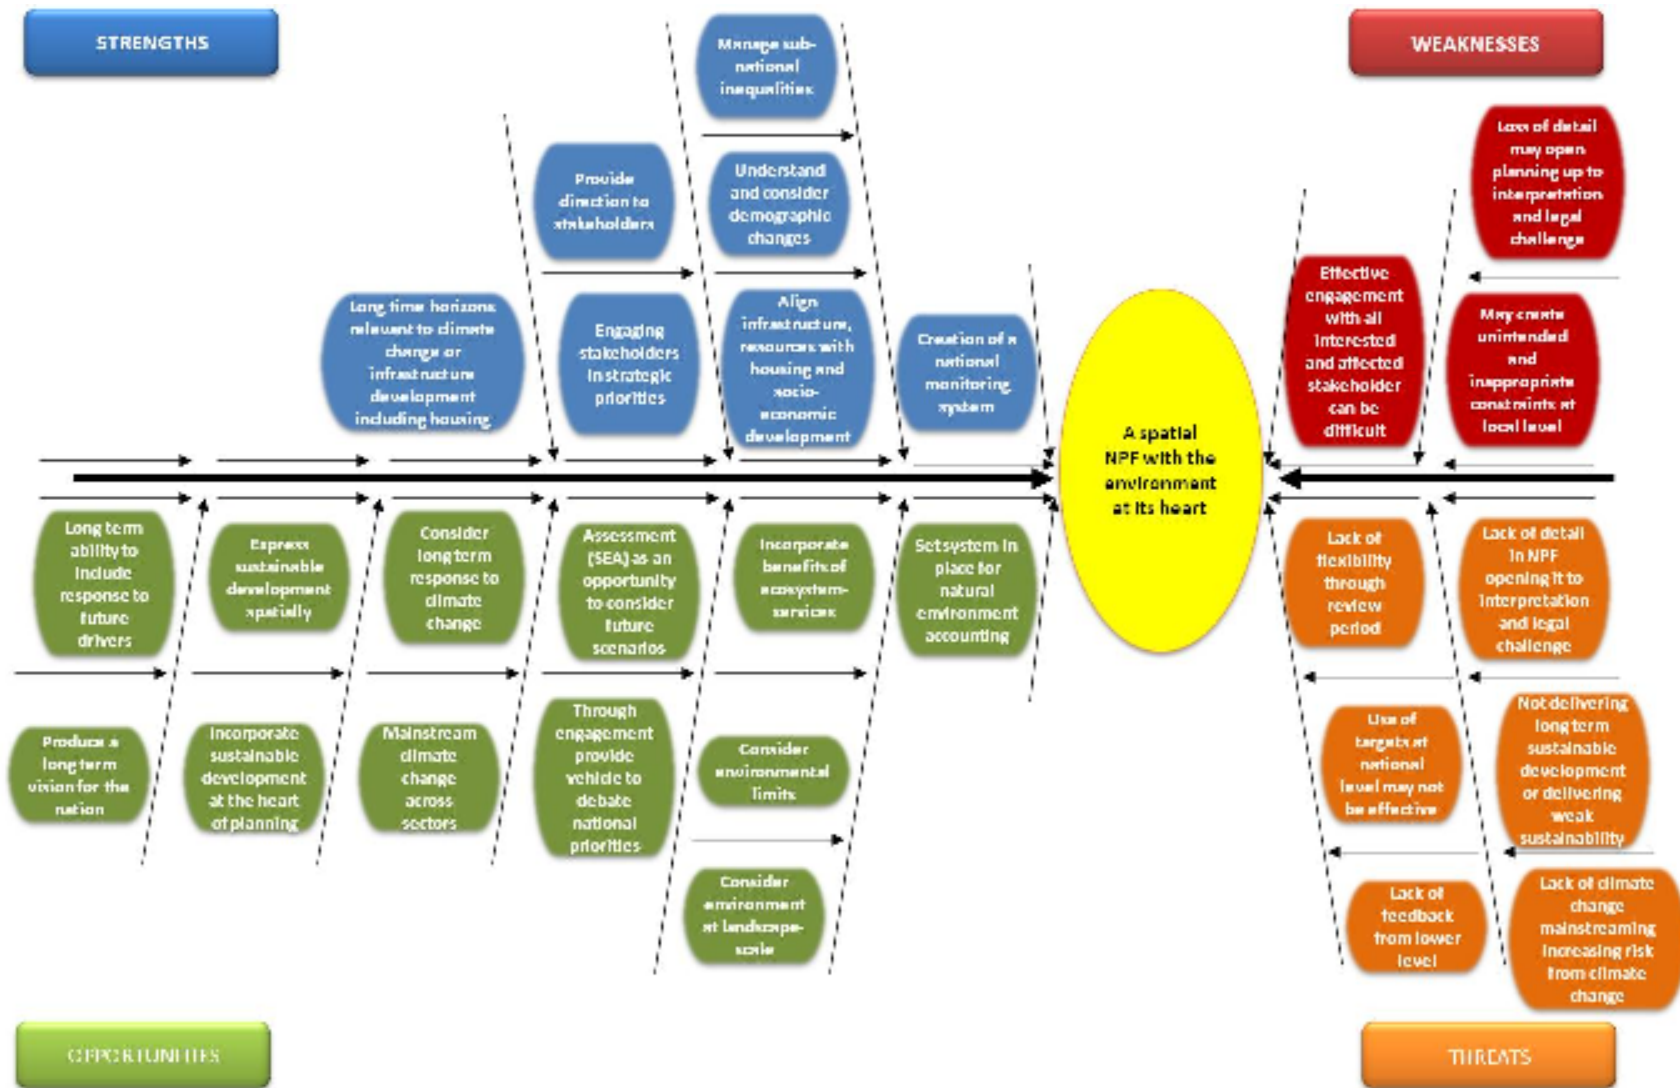 STRENGTHS
WEAKNESSES
Manage sub-
national
inequalities
Provide
direction to
stakeholders
Understand
and consider
demographic
changes
Long time horizons
relevant to climate
change or
infrastructure
development
including housing
Engaging
stakeholders
in strategic
priorities
Align
infrastructure,
resources with
housing and
socio-
economic
development
Creation of a
national
monitoring
system
A spatial
NPF with the
environment
at its heart
Effective
engagement
with all
interested
and affected
stakeholder
can be
difficult
Loss of detail
may open
planning up to
interpretation
and legal
challenge
May create
unintended
and
inappropriate
constraints at
local level
Long term
ability to
include
response to
future
drivers
Express
sustainable
development
spatially
Consider
long term
response to
climate
change
Assessment
(SEA) as an
opportunity
to consider
future
scenarios
Incorporate
benefits of
ecosystem-
services
Set system in
place for
natural
environment
accounting
Produce a
long term
vision for the
nation
Incorporate
sustainable
development
at the heart
of planning
Mainstream
climate
change
across
sectors
Through
engagement
provide
vehicle to
debate
national
priorities
Consider
environmental
limits
Consider
environment
at landscape-
scale
Lack of
flexibility
through
review
period
Lack of detail
in NPF
opening it to
interpretation
and legal
challenge
Use of
targets at
national
level may not
be effective
Not delivering
long term
sustainable
development
or delivering
weak
sustainability
Lack of
feedback
from lower
level
Lack of climate
change
mainstreaming
increasing risk
from climate
change
OPPORTUNITIES
THREATS